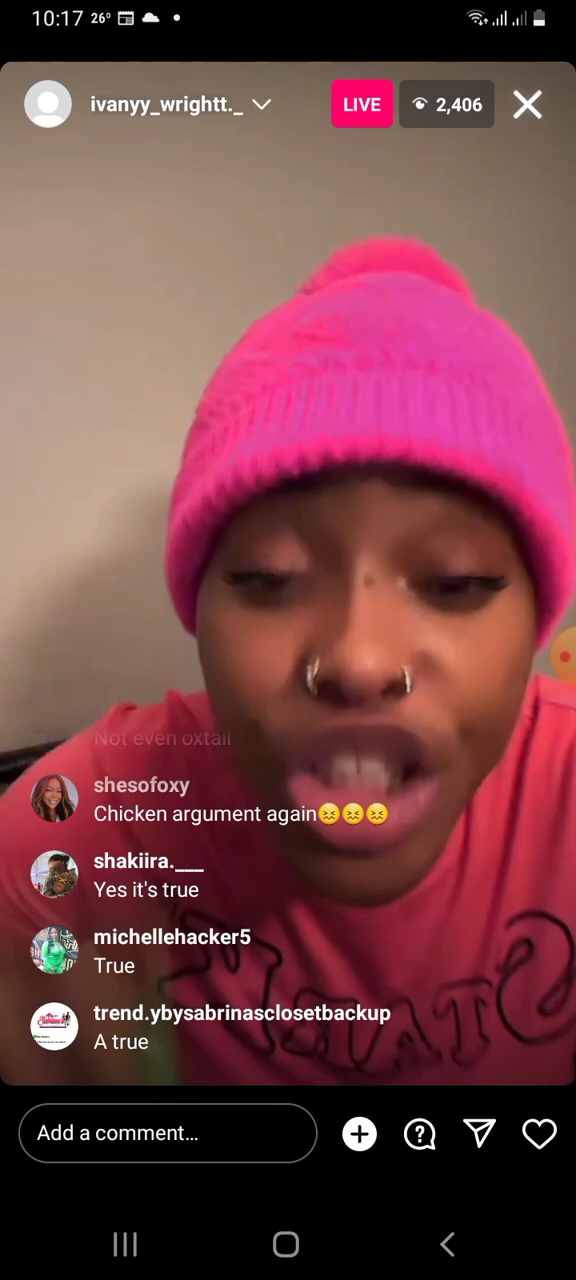 10:17 26°
ivanyy_wrightt._
LIVE
2,406
Not even oxtail
shesofoxy
Chicken argument again😖😖😖
shakiira.___
Yes it's true
michellehacker5
True
trend.ybysabrinasclosetbackup
A true
Add a comment...